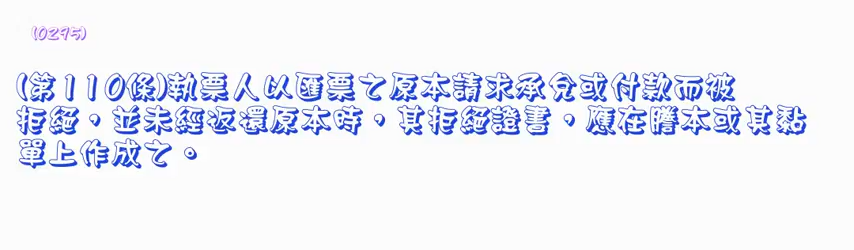 (0295)
(第110條)執票人以匯票之原本請求承兌或付款而被
拒絕，並未經返還原本時，其拒絕證書，應在謄本或其黏
單上作成之。